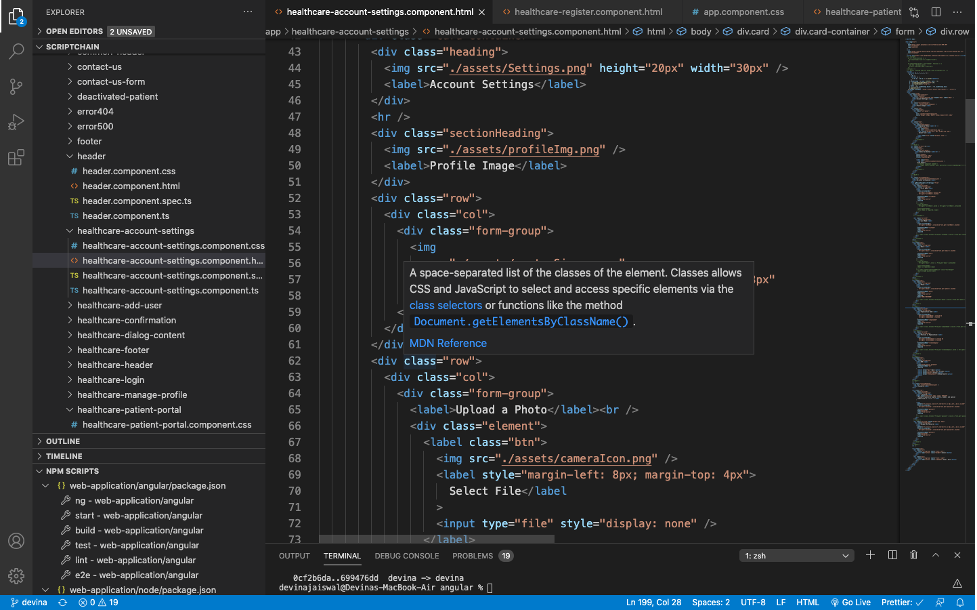 EXPLORER
OPEN EDITORS 2 UNSAVED
SCRIPTCHAIN
contact-us
contact-us-form
deactivated-patient
error404
error500
footer
header
# header.component.css
<> header.component.html
TS header.component.spec.ts
TS header.component.ts
healthcare-account-settings
# healthcare-account-settings.component.css
<> healthcare-account-settings.component.h...
TS healthcare-account-settings.component.s...
TS healthcare-account-settings.component.ts
healthcare-add-user
healthcare-confirmation
healthcare-dialog-content
healthcare-footer
healthcare-header
healthcare-login
healthcare-manage-profile
healthcare-patient-portal
# healthcare-patient-portal.component.css
OUTLINE
TIMELINE
NPM SCRIPTS
{} web-application/angular/package.json
ng - web-application/angular
start - web-application/angular
build - web-application/angular
test - web-application/angular
lint - web-application/angular
e2e - web-application/angular
{} web-application/node/package.json
2
<> healthcare-account-settings.component.html
<> healthcare-register.component.html
# app.component.css
<> healthcare-patient
app > healthcare-account-settings > <> healthcare-account-settings.component.html > html > body > div.card > div.card-container > form > div.row
43 <div class="heading">
44 <img src="./assets/Settings.png" height="20px" width="30px" />
45 <label>Account Settings</label>
46 </div>
47 <hr />
48 <div class="sectionHeading">
49 <img src="./assets/profileImg.png" />
50 <label>Profile Image</label>
51 </div>
52 <div class="row">
53 <div class="col">
54 <div class="form-group">
55 <img
56
57 8px"
58
59 <
60 </d
61 </div
A space-separated list of the classes of the element. Classes allows
CSS and JavaScript to select and access specific elements via the
class selectors or functions like the method
Document.getElementsByClassName() .
MDN Reference
62 <div class="row">
63 <div class="col">
64 <div class="form-group">
65 <label>Upload a Photo</label><br />
66 <div class="element">
67 <label class="btn">
68 <img src="./assets/cameraIcon.png" />
69 <label style="margin-left: 8px; margin-top: 4px">
70 Select File</label
71 >
72 <input type="file" style="display: none" />
73 </label>
OUTPUT TERMINAL DEBUG CONSOLE PROBLEMS 19
1: zsh
0cf2b6da..699476dd devina -> devina
devinajaiswal@Devinas-MacBook-Air angular %
devina 0 19 Ln 199, Col 28 Spaces: 2 UTF-8 LF HTML Go Live Prettier: ✓